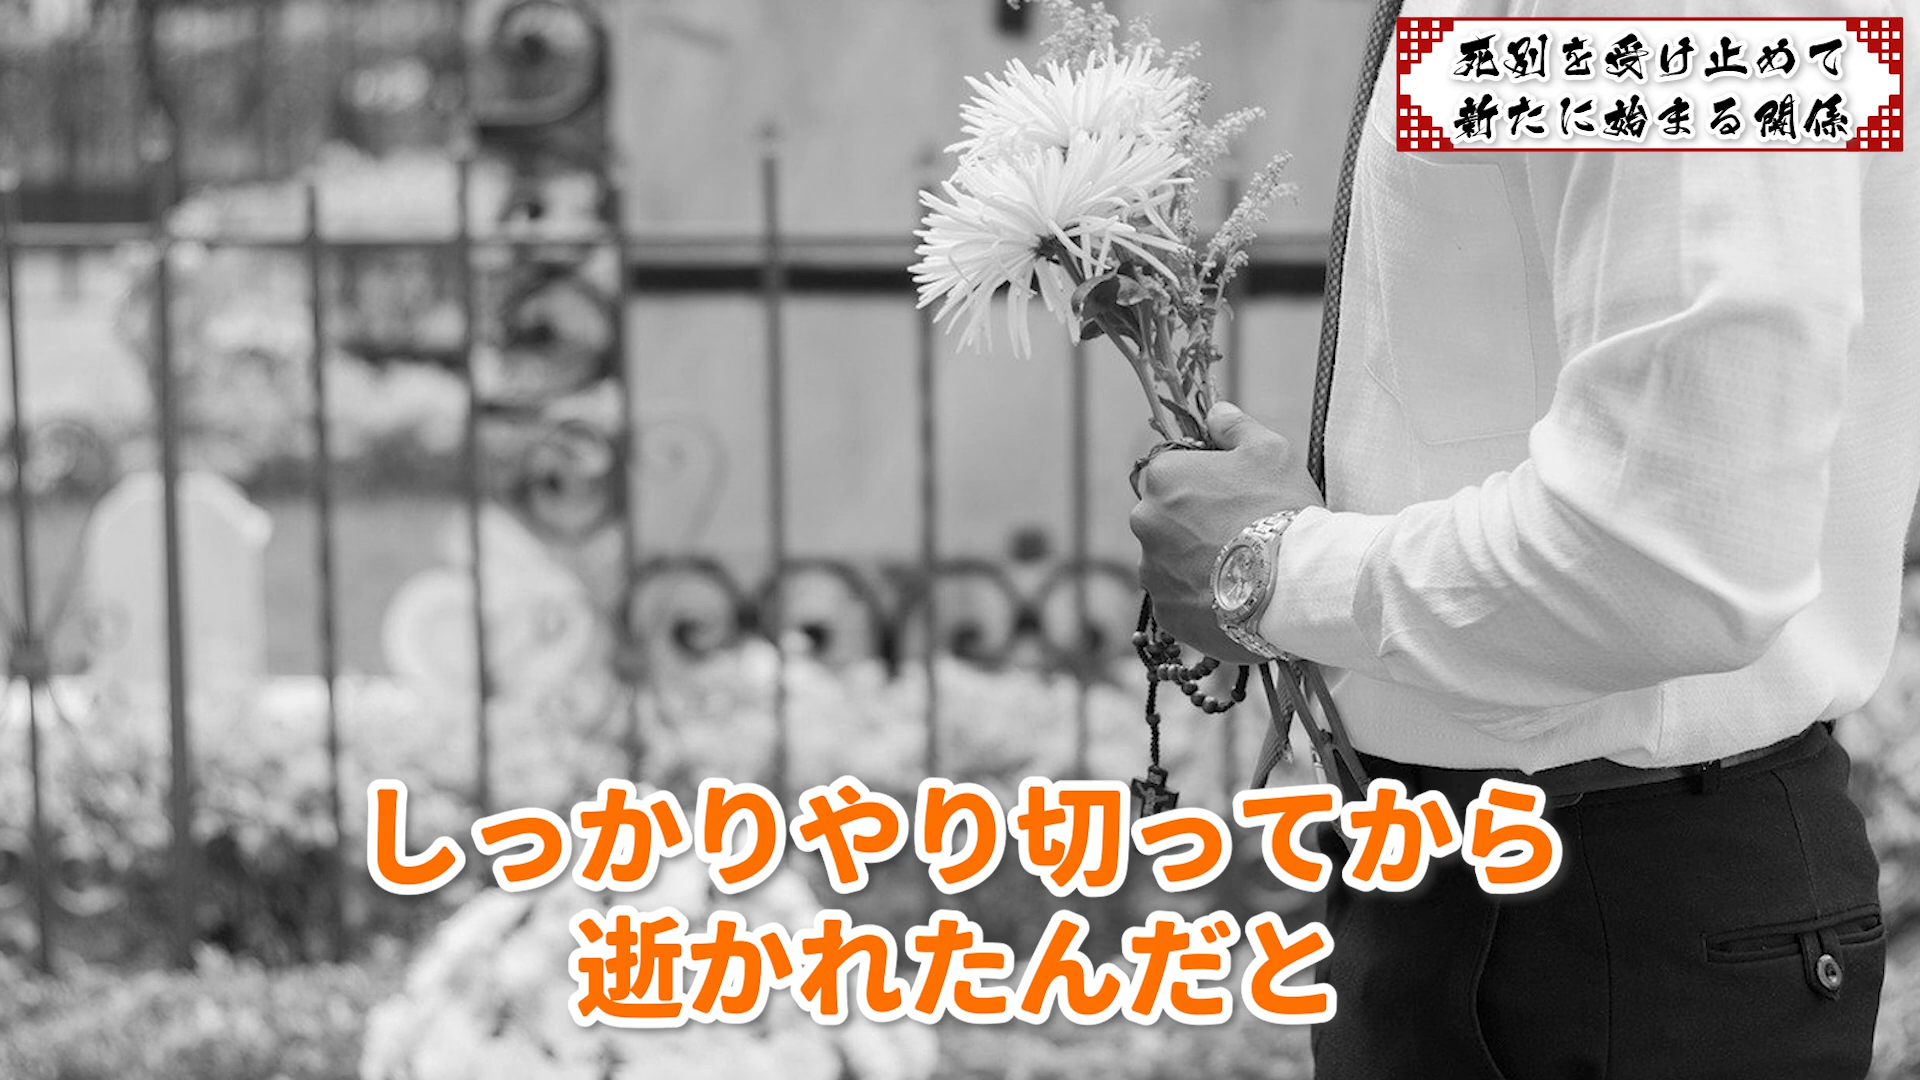 死別を受け止めて
新たに始まる関係
しっかりやり切ってから
逝かれたんだと